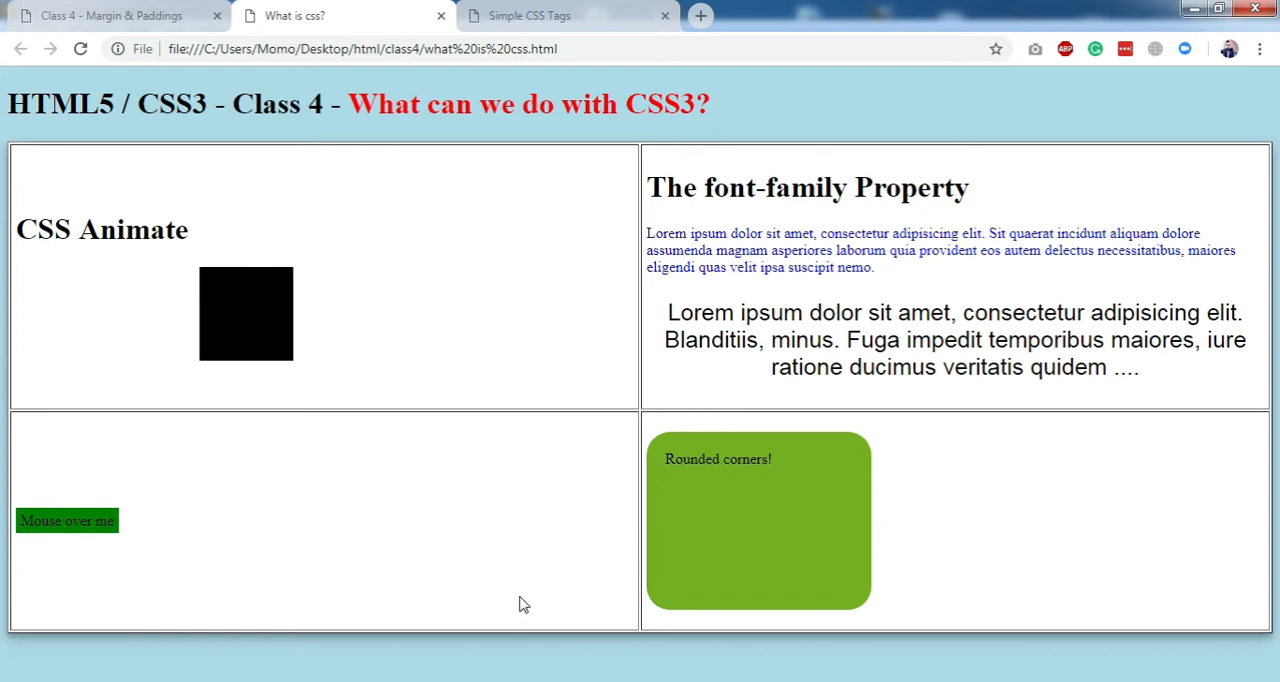 Class 4 - Margin & Paddings
What is css?
Simple CSS Tags
File
file:///C:/Users/Momo/Desktop/html/class4/what%20is%20css.html
ABP
HTML5 / CSS3 - Class 4 - What can we do with CSS3?
CSS Animate
The font-family Property
Lorem ipsum dolor sit amet, consectetur adipisicing elit. Sit quaerat incidunt aliquam dolore
assumenda magnam asperiores laborum quia provident eos autem delectus necessitatibus, maiores
eligendi quas velit ipsa suscipit nemo.
Lorem ipsum dolor sit amet, consectetur adipisicing elit.
Blanditiis, minus. Fuga impedit temporibus maiores, iure
ratione ducimus veritatis quidem ....
Mouse over me
Rounded corners!